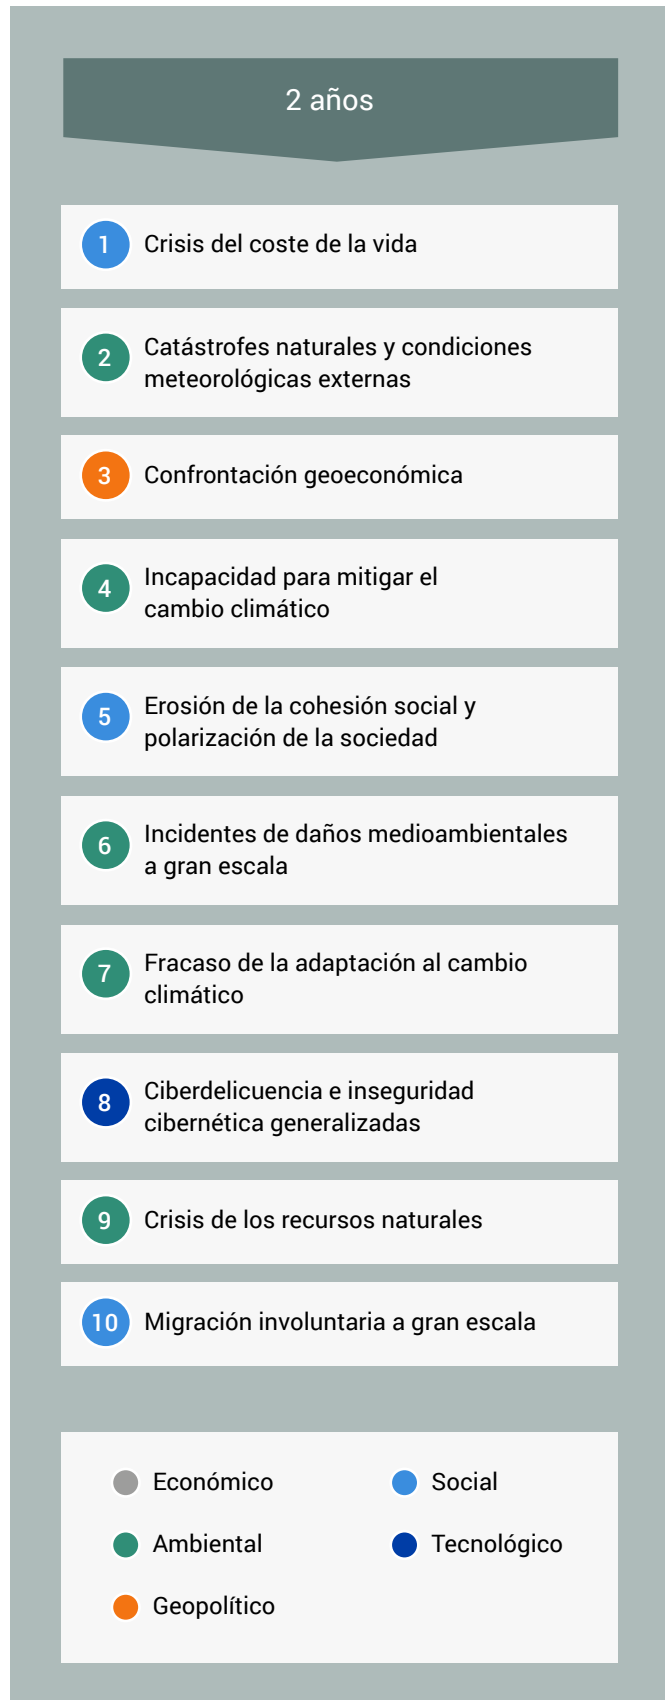 2 años
1 Crisis del coste de la vida
2 Catástrofes naturales y condiciones
meteorológicas externas
3 Confrontación geoeconómica
4 Incapacidad para mitigar el
cambio climático
5 Erosión de la cohesión social y
polarización de la sociedad
6 Incidentes de daños medioambientales
a gran escala
7 Fracaso de la adaptación al cambio
climático
8 Ciberdelicuencia e inseguridad
cibernética generalizadas
9 Crisis de los recursos naturales
10 Migración involuntaria a gran escala
Económico
Social
Ambiental
Tecnológico
Geopolítico